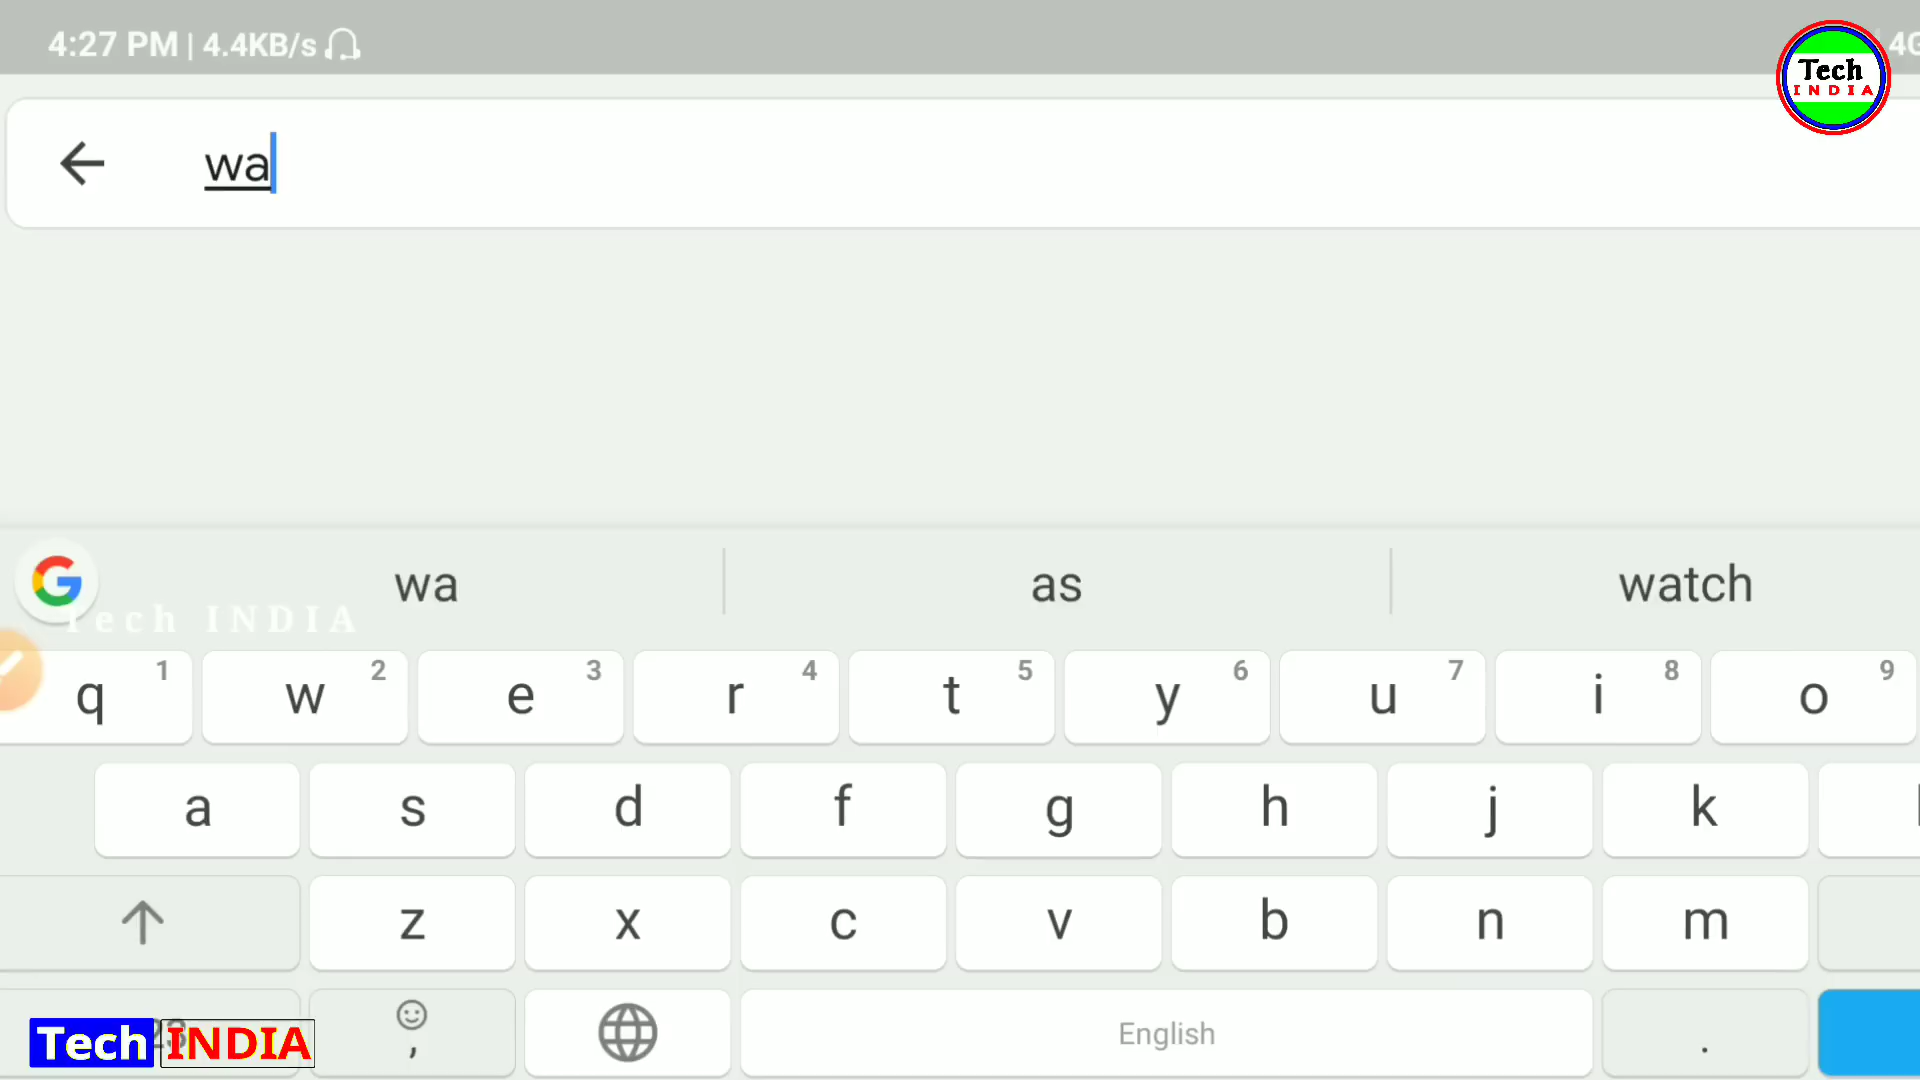 4:27 PM | 4.4KB/s 4G
Tech
INDIA
wa
wa as watch
Tech INDIA
q 1 w 2 e 3 r 4 t 5 y 6 u 7 i 8 o 9
a s d f g h j k
z x c v b n m
, English .
Tech INDIA